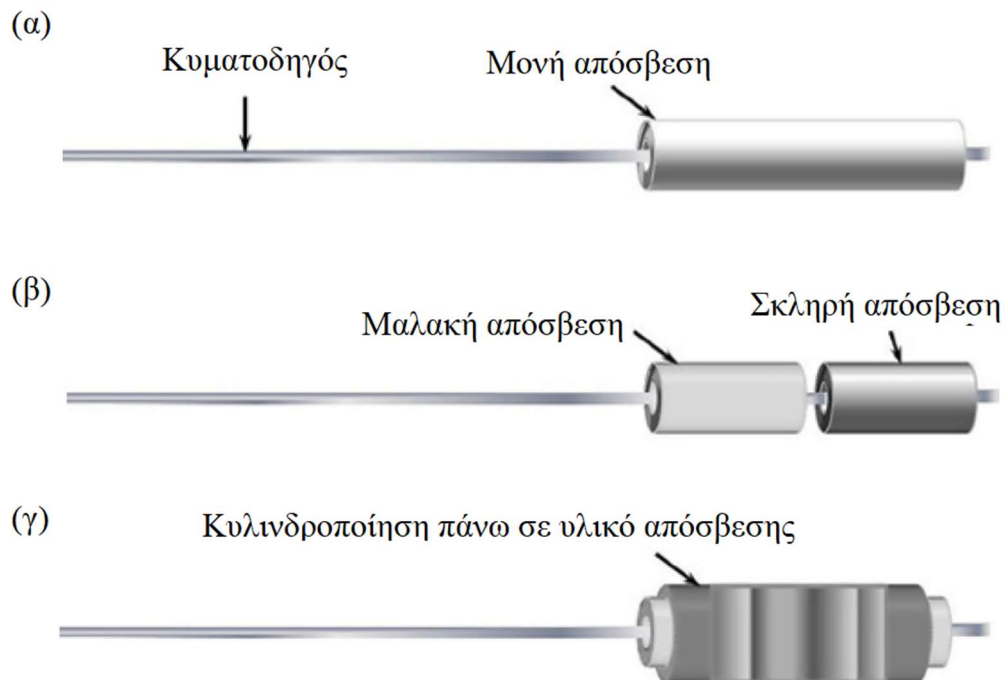 (α)
Κυματοδηγός
Μονή απόσβεση
(β)
Μαλακή απόσβεση
Σκληρή απόσβεση
(γ)
Κυλινδροποίηση πάνω σε υλικό απόσβεσης